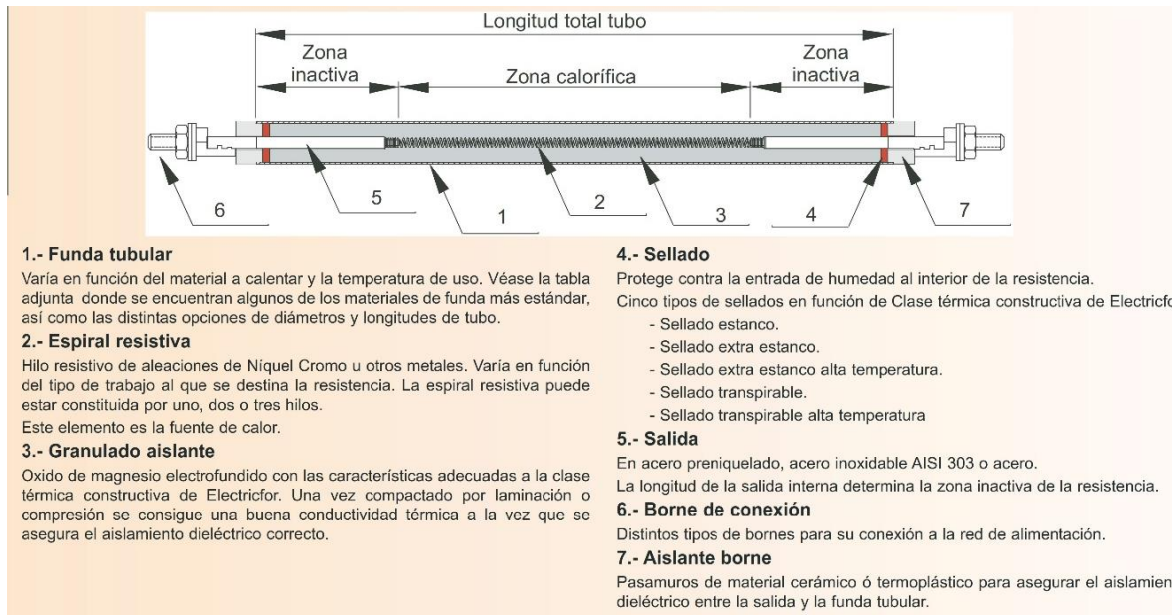 Longitud total tubo
Zona
inactiva
Zona calorífica
Zona
inactiva
6
5
1
2
3
4
7
1.- Funda tubular
Varía en función del material a calentar y la temperatura de uso. Véase la tabla
adjunta donde se encuentran algunos de los materiales de funda más estándar,
así como las distintas opciones de diámetros y longitudes de tubo.
2.- Espiral resistiva
Hilo resistivo de aleaciones de Níquel Cromo u otros metales. Varía en función
del tipo de trabajo al que se destina la resistencia. La espiral resistiva puede
estar constituida por uno, dos o tres hilos.
Este elemento es la fuente de calor.
3.- Granulado aislante
Oxido de magnesio electrofundido con las características adecuadas a la clase
térmica constructiva de Electricfor. Una vez compactado por laminación o
compresión se consigue una buena conductividad térmica a la vez que se
asegura el aislamiento dieléctrico correcto.
4.- Sellado
Protege contra la entrada de humedad al interior de la resistencia.
Cinco tipos de sellados en función de Clase térmica constructiva de Electricfo
- Sellado estanco.
- Sellado extra estanco.
- Sellado extra estanco alta temperatura.
- Sellado transpirable.
- Sellado transpirable alta temperatura
5.- Salida
En acero preniquelado, acero inoxidable AISI 303 o acero.
La longitud de la salida interna determina la zona inactiva de la resistencia.
6.- Borne de conexión
Distintos tipos de bornes para su conexión a la red de alimentación.
7.- Aislante borne
Pasamuros de material cerámico ó termoplástico para asegurar el aislamien
dieléctrico entre la salida y la funda tubular.